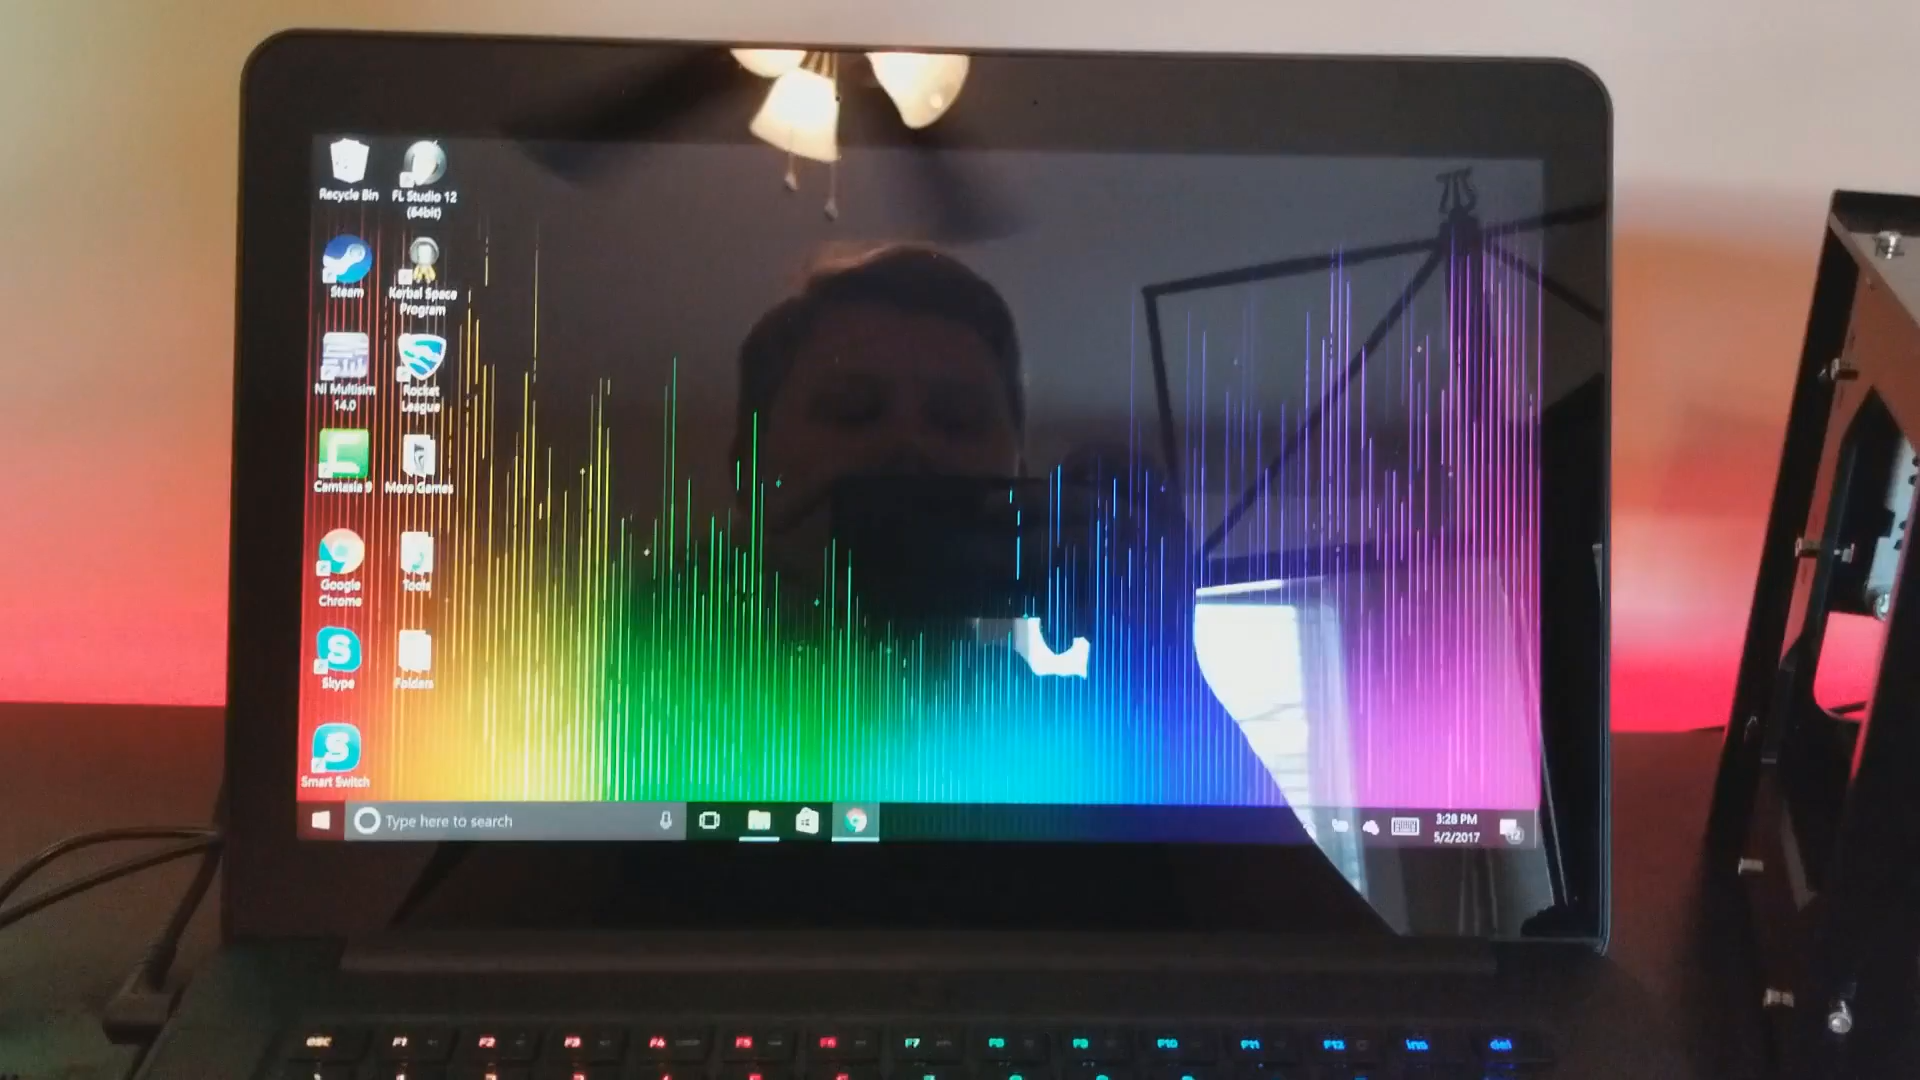 Recycle Bin
FL Studio 12
(64bit)
Steam
Kerbal Space
Program
NI Multisim
14.0
Rocket
League
Camtasia 9
More Games
Google
Chrome
Tools
Skype
Folders
Smart Switch
Type here to search
3:28 PM
5/2/2017
12
esc F1 F2 F3 F4 F5 F6 F7 F8 F9 F10 F11 F12 ins del